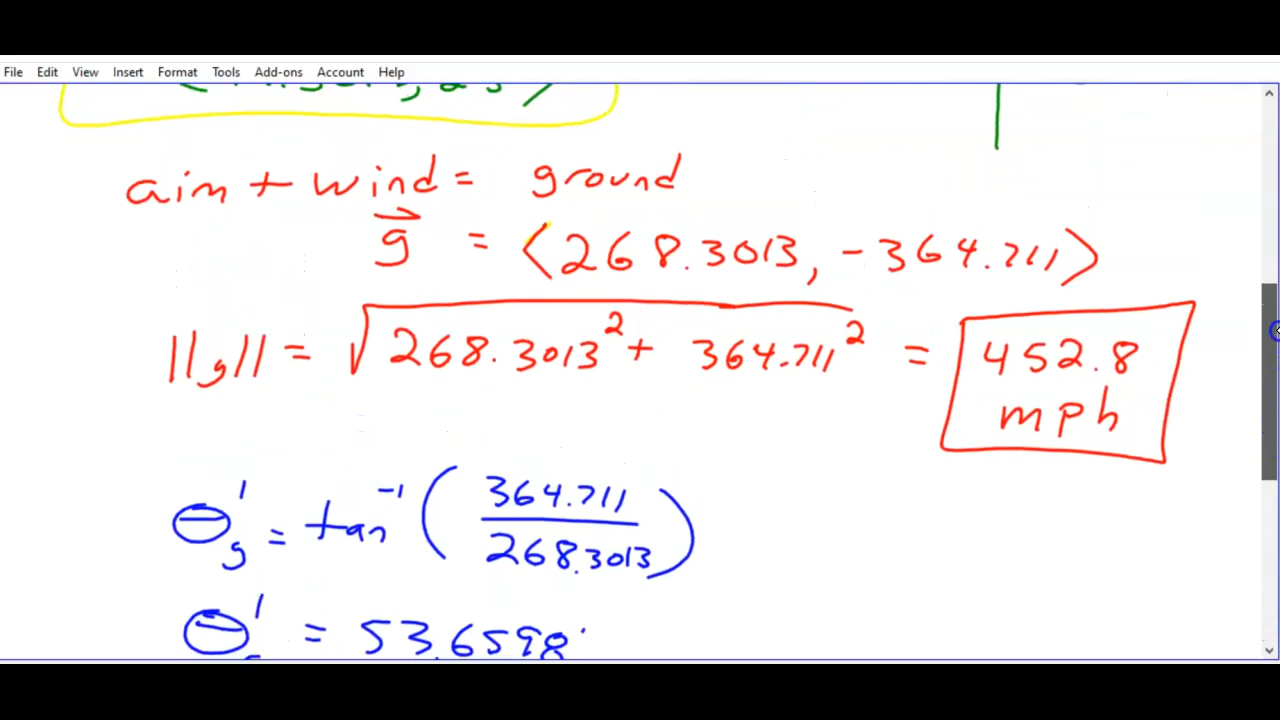 File Edit View Insert Format Tools Add-ons Account Help
aim + wind = ground
g⃗ = ⟨268.3013, -364.711⟩
||g|| = √268.3013² + 364.711² = 452.8
mph
θ'g = tan⁻¹(364.711/268.3013)
θ' = 53.6598°